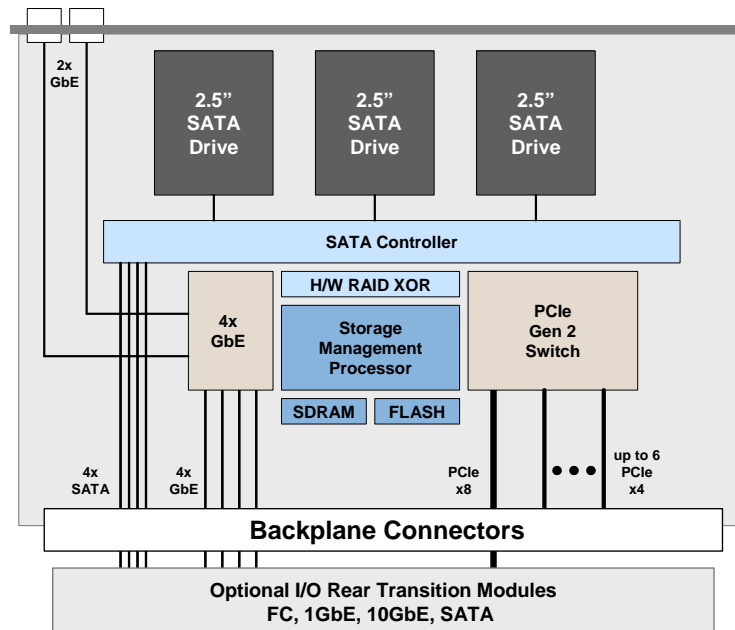 2x
GbE
2.5”
SATA
Drive
2.5”
SATA
Drive
2.5”
SATA
Drive
SATA Controller
4x
GbE
H/W RAID XOR
Storage
Management
Processor
SDRAM
FLASH
PCIe
Gen 2
Switch
4x
SATA
4x
GbE
PCIe
x8
up to 6
PCIe
x4
Backplane Connectors
Optional I/O Rear Transition Modules
FC, 1GbE, 10GbE, SATA